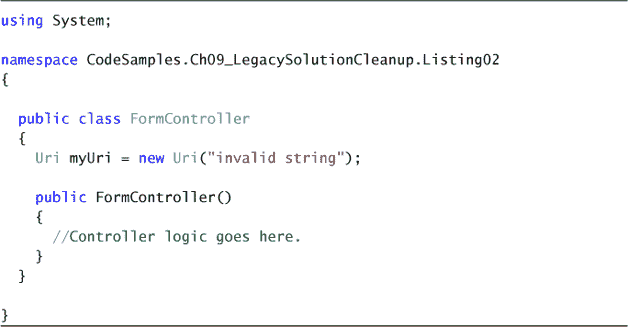 using System;

namespace CodeSamples.Ch09_LegacySolutionCleanup.Listing02
{

  public class FormController
  {
    Uri myUri = new Uri("invalid string");

    public FormController()
    {
      //Controller logic goes here.
    }
  }

}